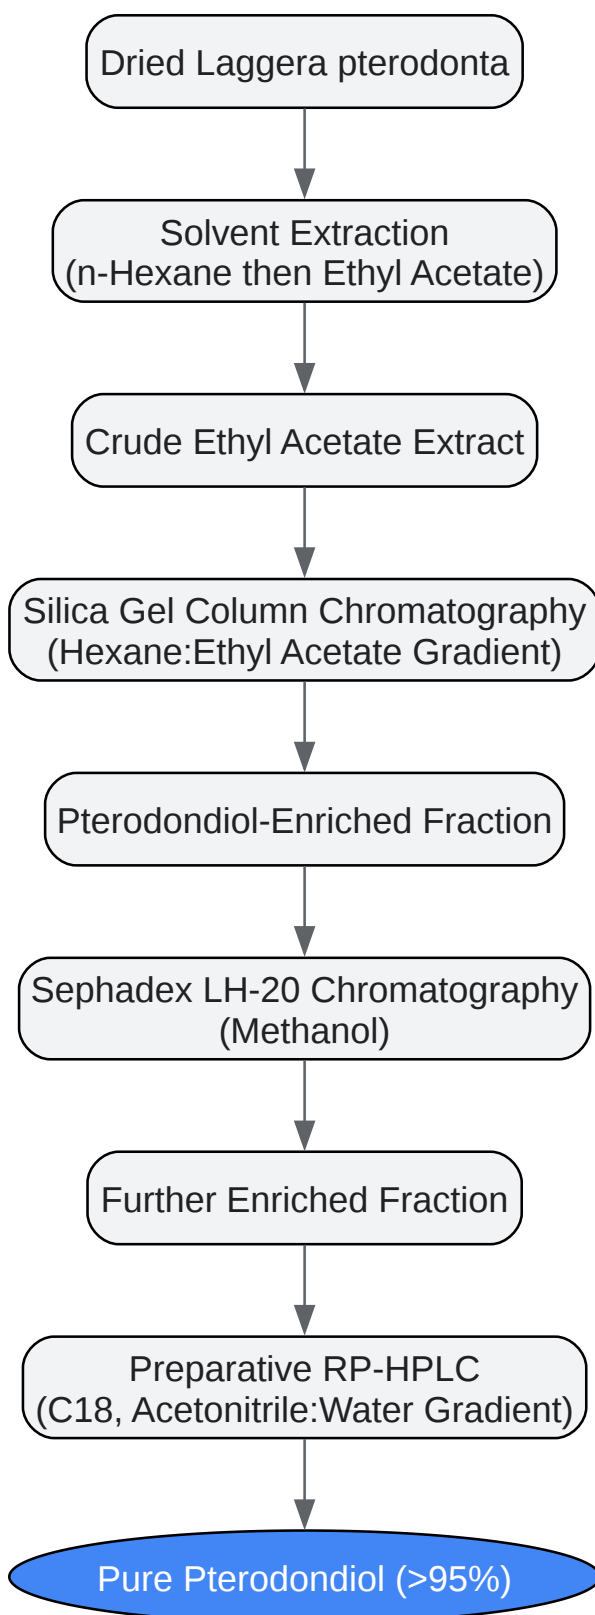 Dried Laggera pterodonta
Solvent Extraction
(n-Hexane then Ethyl Acetate)
Crude Ethyl Acetate Extract
Silica Gel Column Chromatography
(Hexane:Ethyl Acetate Gradient)
Pterodondiol-Enriched Fraction
Sephadex LH-20 Chromatography
(Methanol)
Further Enriched Fraction
Preparative RP-HPLC
(C18, Acetonitrile:Water Gradient)
Pure Pterodondiol (>95%)